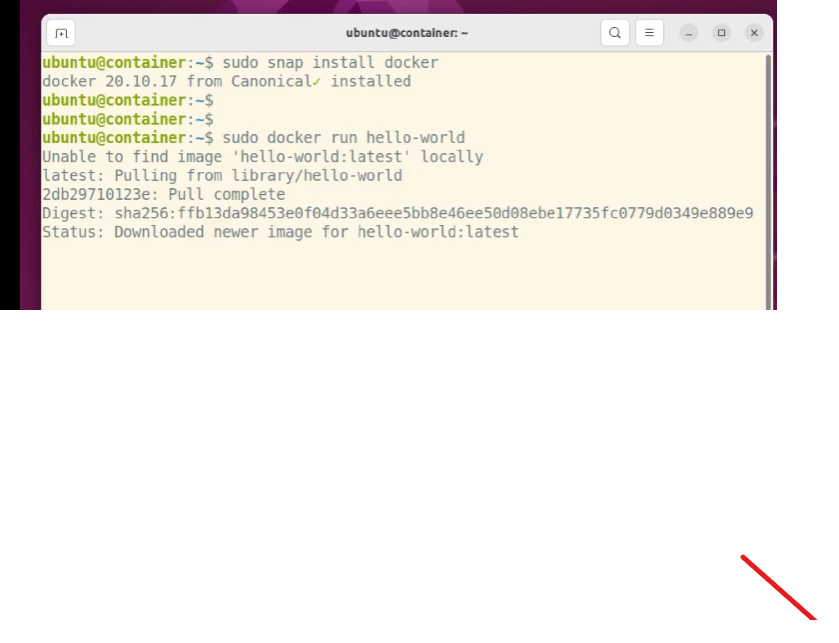 ubuntu@container: ~
ubuntu@container:~$ sudo snap install docker
docker 20.10.17 from Canonical✓ installed
ubuntu@container:~$
ubuntu@container:~$
ubuntu@container:~$ sudo docker run hello-world
Unable to find image 'hello-world:latest' locally
latest: Pulling from library/hello-world
2db29710123e: Pull complete
Digest: sha256:ffb13da98453e0f04d33a6eee5bb8e46ee50d08ebe17735fc0779d0349e889e9
Status: Downloaded newer image for hello-world:latest